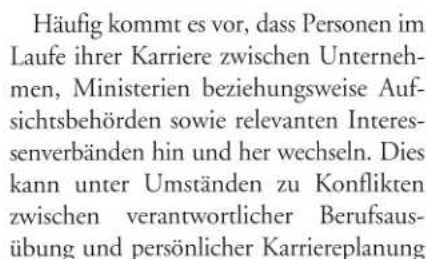 Häufig kommt es vor, dass Personen im
Laufe ihrer Karriere zwischen Unterneh-
men, Ministerien beziehungsweise Auf-
sichtsbehörden sowie relevanten Interes-
senverbänden hin und her wechseln. Dies
kann unter Umständen zu Konflikten
zwischen verantwortlicher Berufsaus-
übung und persönlicher Karriereplanung